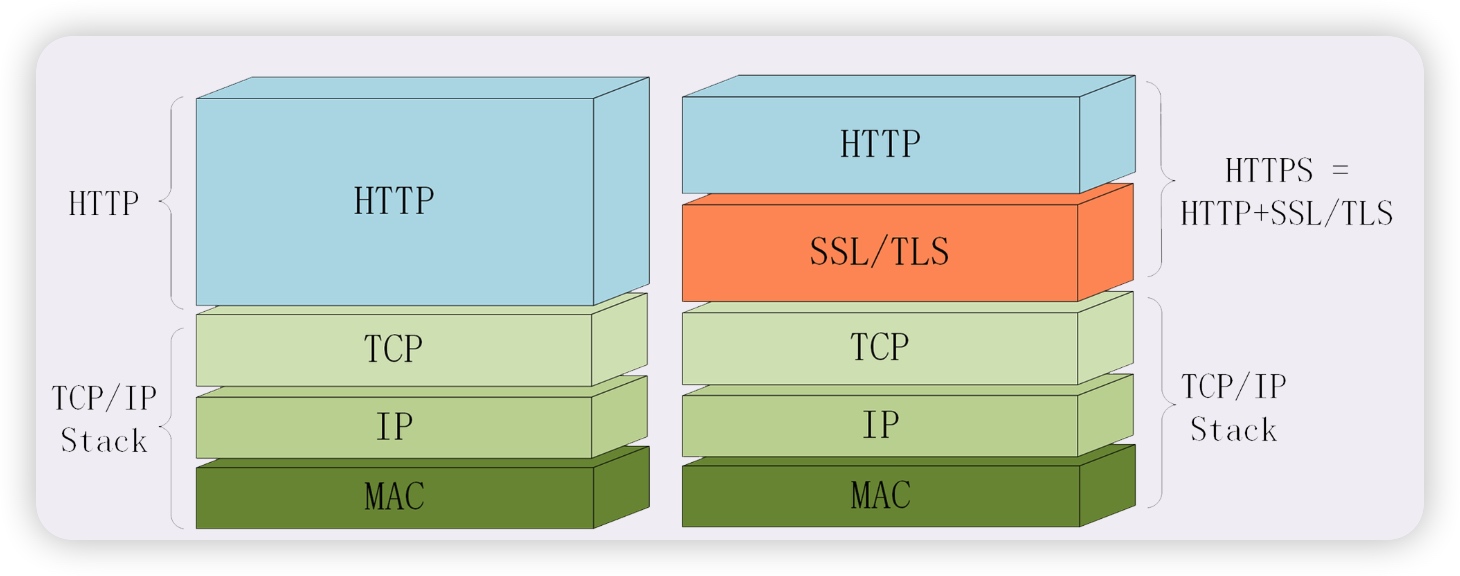 HTTP
HTTP
TCP
IP
MAC
TCP/IP
Stack
HTTP
SSL/TLS
TCP
IP
MAC
HTTPS =
HTTP+SSL/TLS
TCP/IP
Stack